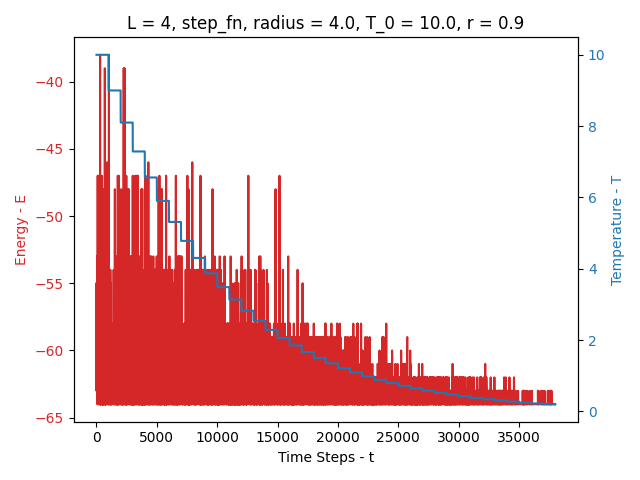 L = 4, step_fn, radius = 4.0, T_0 = 10.0, r = 0.9
−40
−45
−50
−55
−60
−65
Energy - E
10
8
6
4
2
0
Temperature - T
0 5000 10000 15000 20000 25000 30000 35000
Time Steps - t